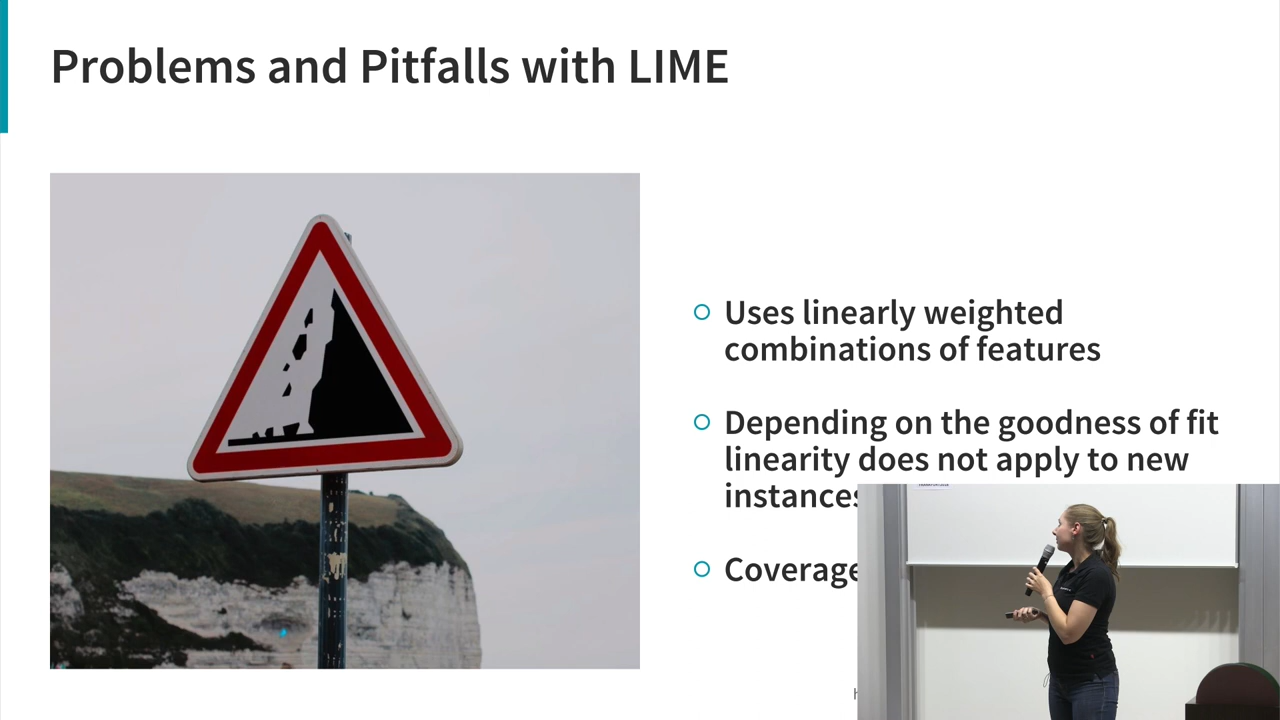 Problems and Pitfalls with LIME
Uses linearly weighted
combinations of features
Depending on the goodness of fit
linearity does not apply to new
instances
Coverage